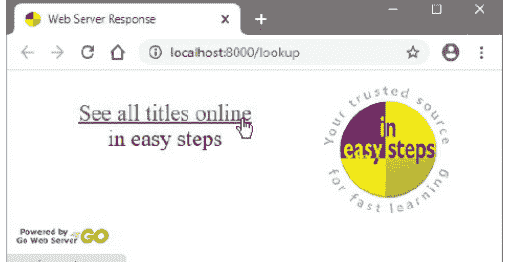 Web Server Response
localhost:8000/lookup
See all titles online
in easy steps
Your trusted source
in
easy steps
for fast learning
Powered by
Go Web Server GO